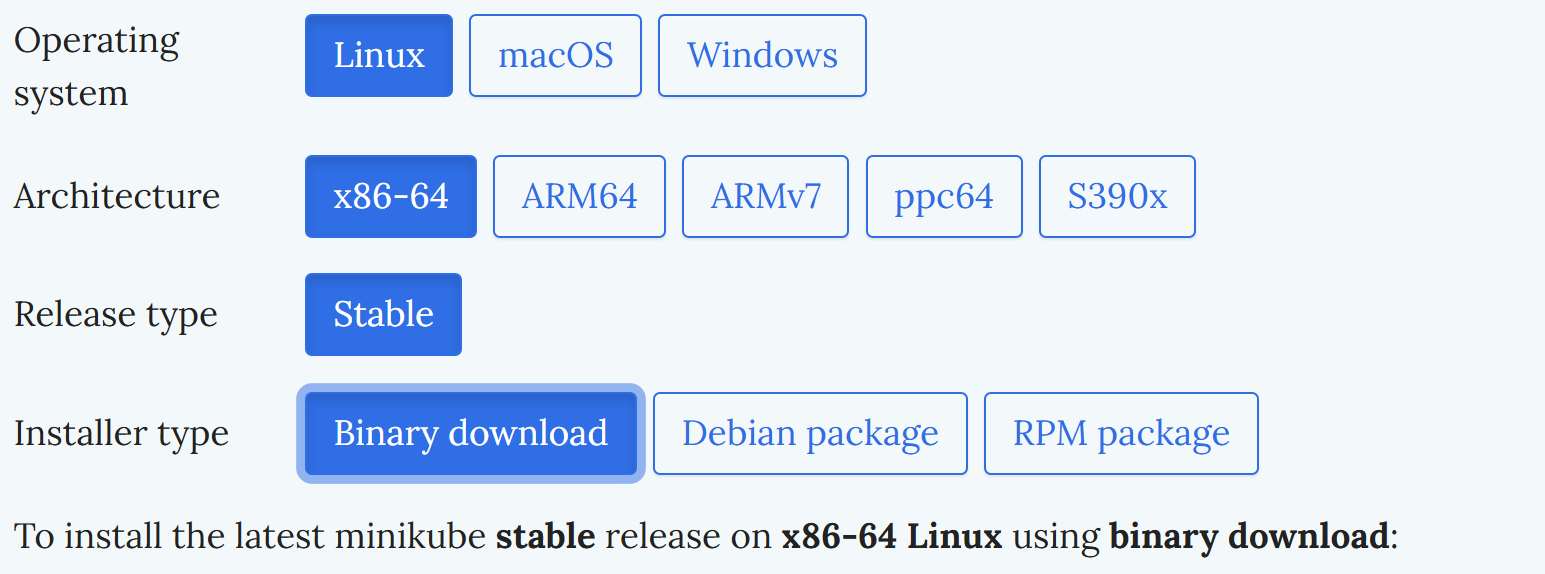 Operating system
Linux macOS Windows
Architecture x86-64 ARM64 ARMv7 ppc64 S390x
Release type Stable
Installer type Binary download Debian package RPM package
To install the latest minikube stable release on x86-64 Linux using binary download: